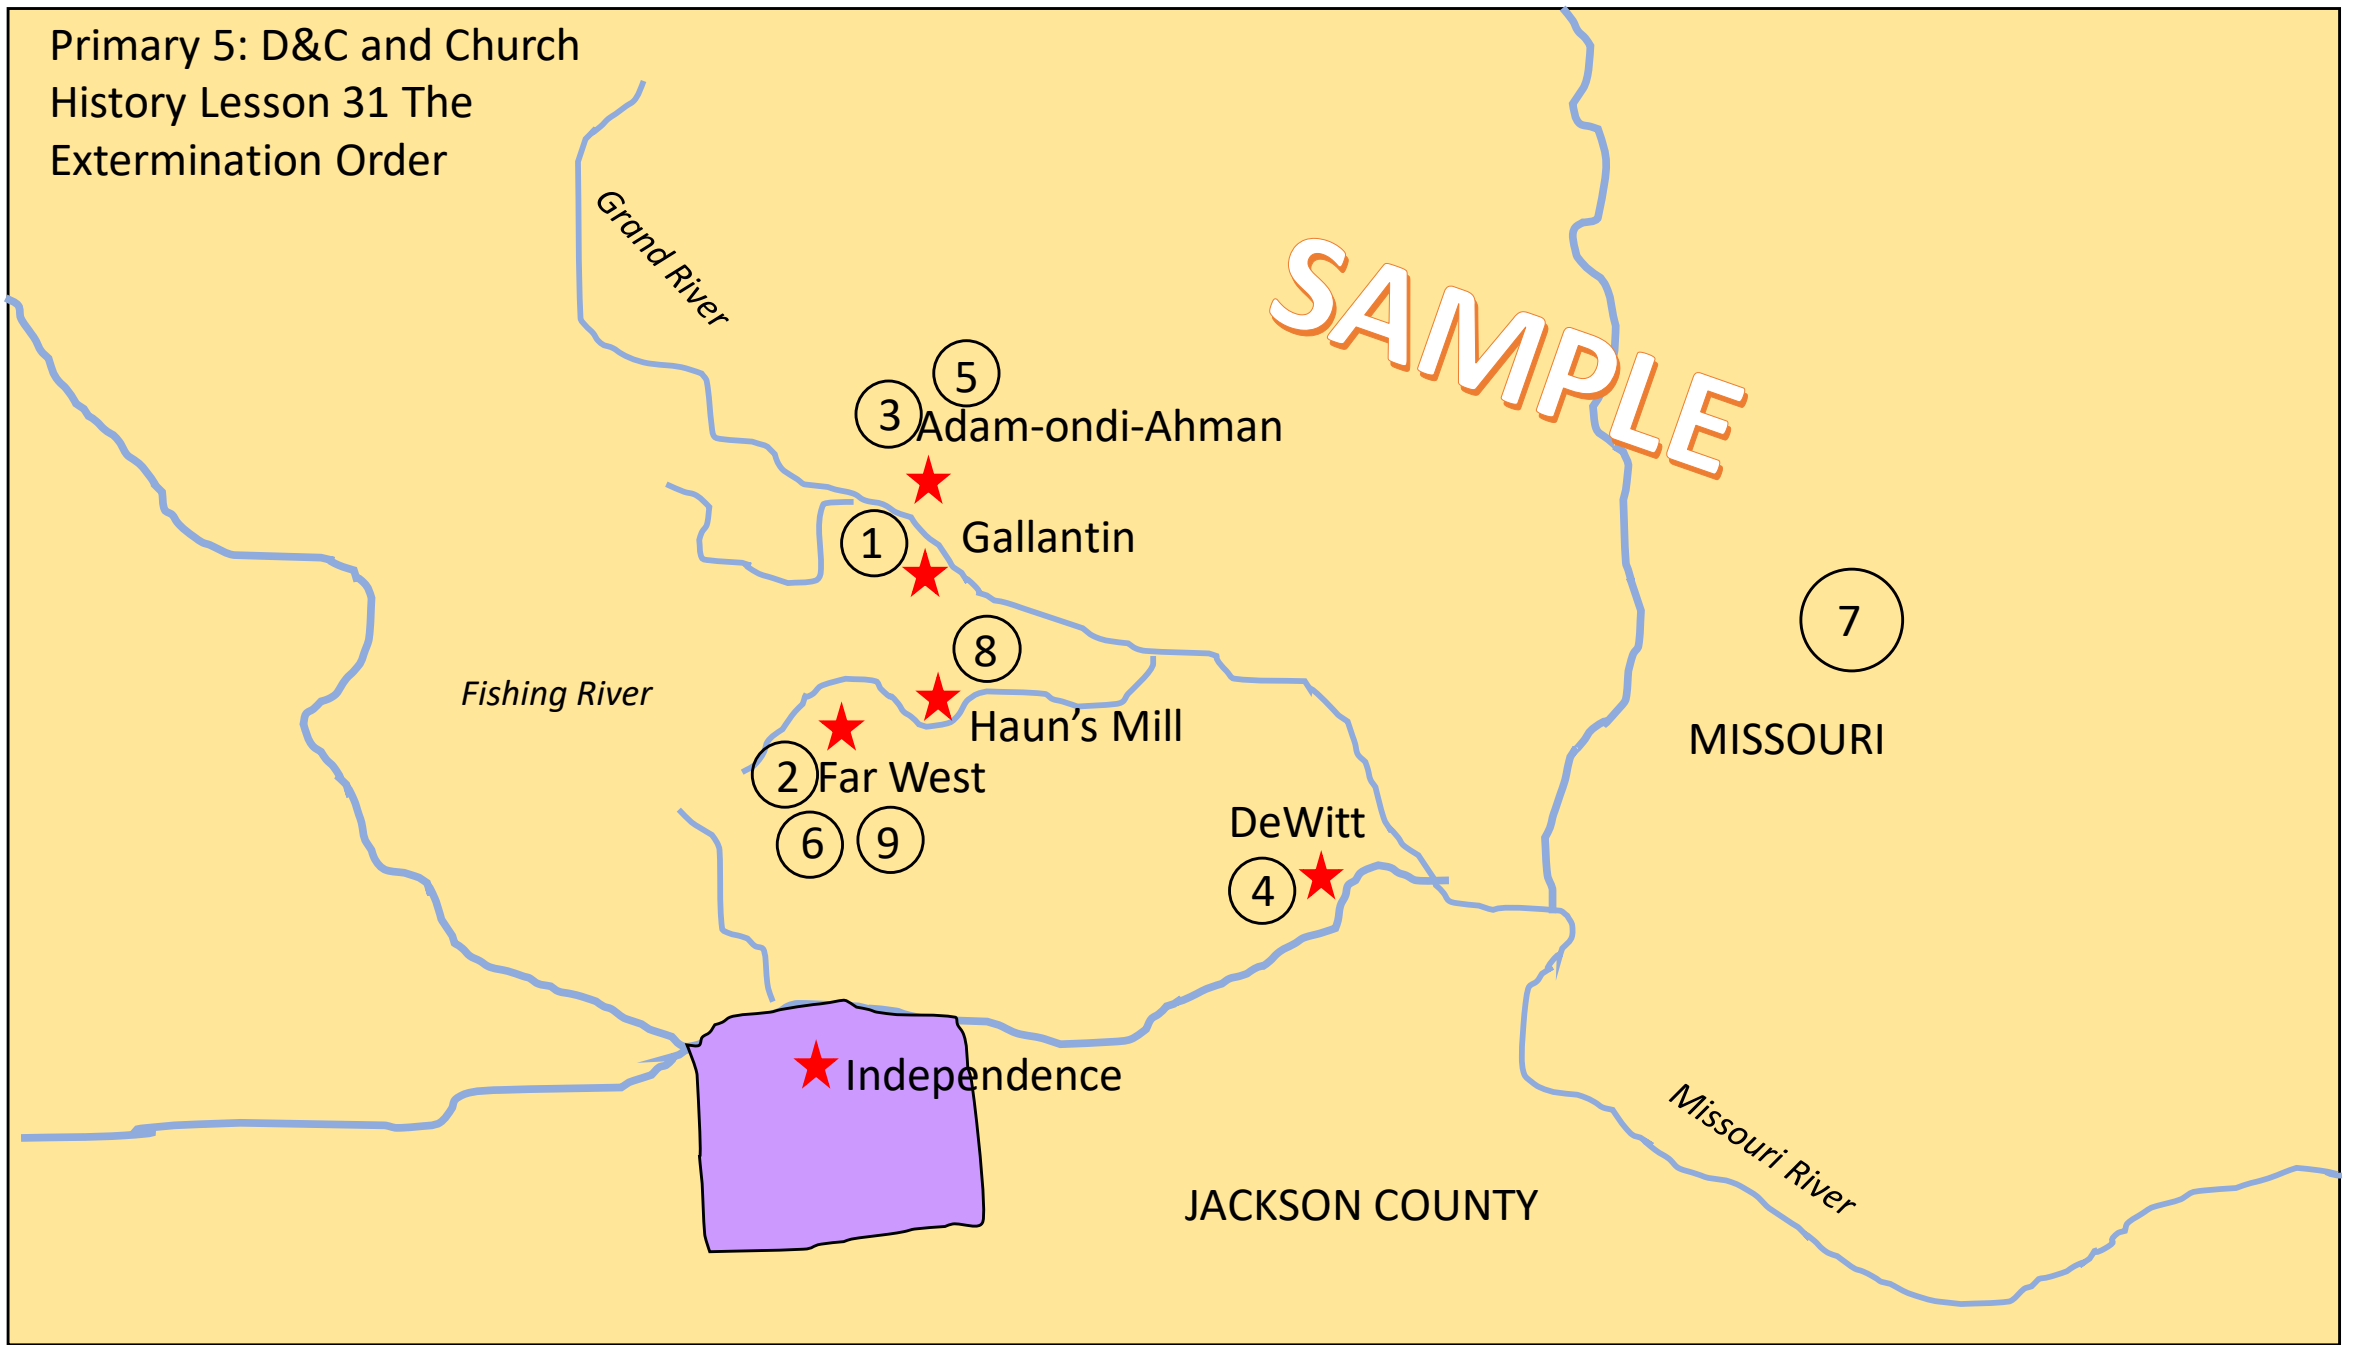 Primary 5: D&C and Church
History Lesson 31 The
Extermination Order
Grand River
SAMPLE
5
3
Adam-ondi-Ahman
1
Gallantin
7
8
Fishing River
Haun’s Mill
MISSOURI
2
Far West
6
9
DeWitt
4
Independence
Missouri River
JACKSON COUNTY